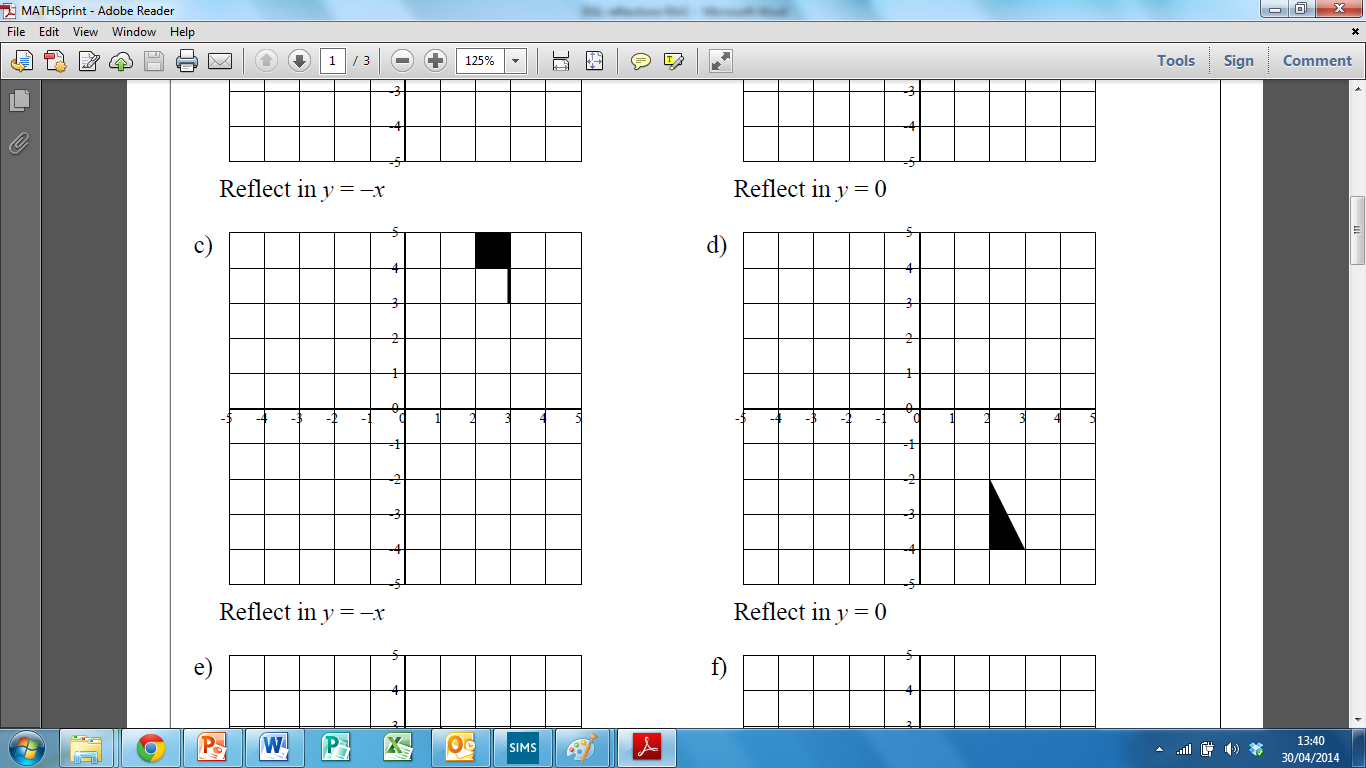 MATHSprint - Adobe Reader
File Edit View Window Help
1 / 3 125% Tools Sign Comment
-3 -3
-4 -4
-5 -5
Reflect in y = –x Reflect in y = 0
c) d)
5 5
4 4
3 3
2 2
1 1
0 0
-5 -4 -3 -2 -1 0 1 2 3 4 5 -5 -4 -3 -2 -1 0 1 2 3 4 5
-1 -1
-2 -2
-3 -3
-4 -4
-5 -5
Reflect in y = –x Reflect in y = 0
e) f)
5 5
4 4
3 3
SIMS 13:40
30/04/2014